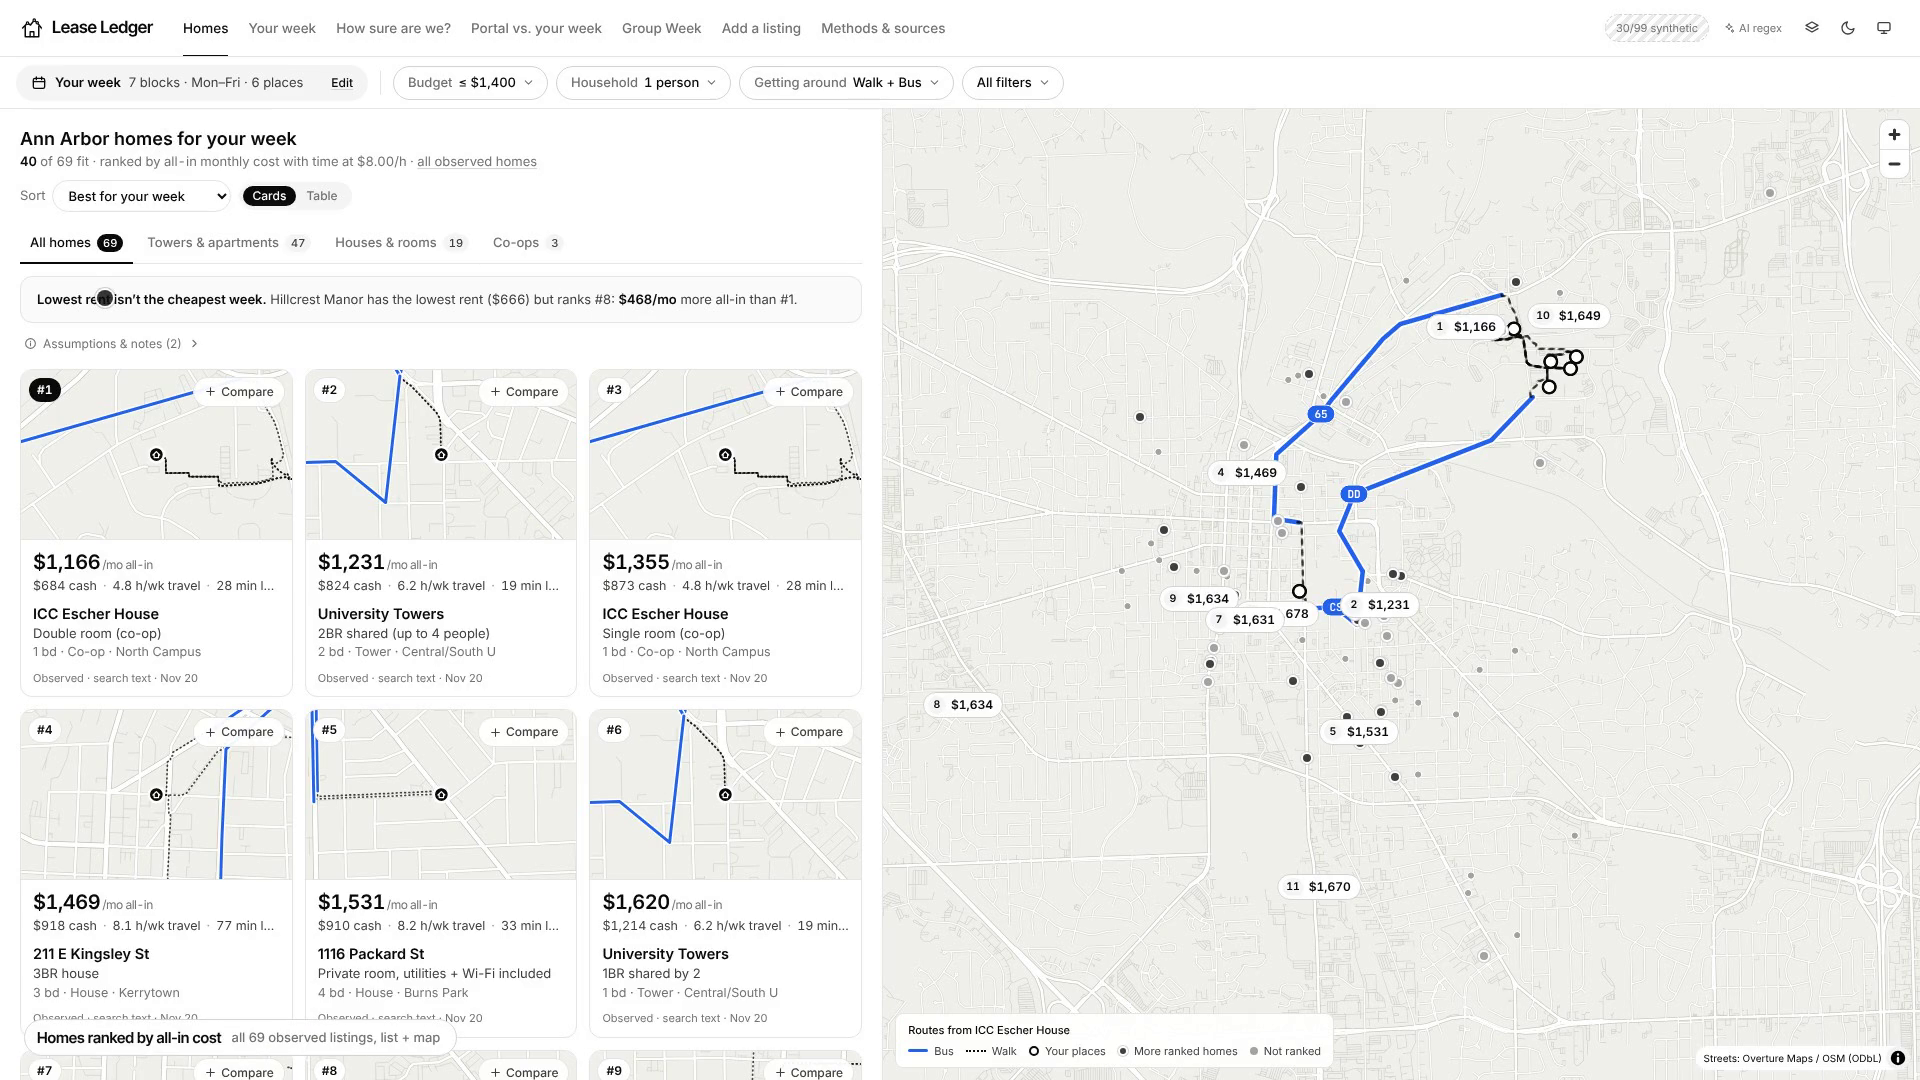 Lease Ledger
Homes
Your week
How sure are we?
Portal vs. your week
Group Week
Add a listing
Methods & sources
30/99 synthetic
AI regex
Your week 7 blocks · Mon–Fri · 6 places Edit
Budget ≤ $1,400
Household 1 person
Getting around Walk + Bus
All filters
Ann Arbor homes for your week
40 of 69 fit · ranked by all-in monthly cost with time at $8.00/h · all observed homes
Sort Best for your week
Cards Table
All homes 69
Towers & apartments 47
Houses & rooms 19
Co-ops 3
Lowest rent isn't the cheapest week. Hillcrest Manor has the lowest rent ($666) but ranks #8: $468/mo more all-in than #1.
Assumptions & notes (2)
#1
+ Compare
$1,166 /mo all-in
$684 cash · 4.8 h/wk travel · 28 min l...
ICC Escher House
Double room (co-op)
1 bd · Co-op · North Campus
Observed · search text · Nov 20
#2
+ Compare
$1,231 /mo all-in
$824 cash · 6.2 h/wk travel · 19 min l...
University Towers
2BR shared (up to 4 people)
2 bd · Tower · Central/South U
Observed · search text · Nov 20
#3
+ Compare
$1,355 /mo all-in
$873 cash · 4.8 h/wk travel · 28 min l...
ICC Escher House
Single room (co-op)
1 bd · Co-op · North Campus
Observed · search text · Nov 20
#4
+ Compare
$1,469 /mo all-in
$918 cash · 8.1 h/wk travel · 77 min l...
211 E Kingsley St
3BR house
3 bd · House · Kerrytown
Observed · search text · Nov 20
#5
+ Compare
$1,531 /mo all-in
$910 cash · 8.2 h/wk travel · 33 min l...
1116 Packard St
Private room, utilities + Wi-Fi included
4 bd · House · Burns Park
Observed · search text · Nov 20
#6
+ Compare
$1,620 /mo all-in
$1,214 cash · 6.2 h/wk travel · 19 min...
University Towers
1BR shared by 2
1 bd · Tower · Central/South U
Observed · search text · Nov 20
Homes ranked by all-in cost all 69 observed listings, list + map
#7
+ Compare
#8
+ Compare
#9
+ Compare
+
−
10 $1,649
1 $1,166
65
4 $1,469
DD
9 $1,634
7 $1,631
678
CS
2 $1,231
8 $1,634
5 $1,531
11 $1,670
Routes from ICC Escher House
Bus
Walk
Your places
More ranked homes
Not ranked
Streets: Overture Maps / OSM (ODbL)